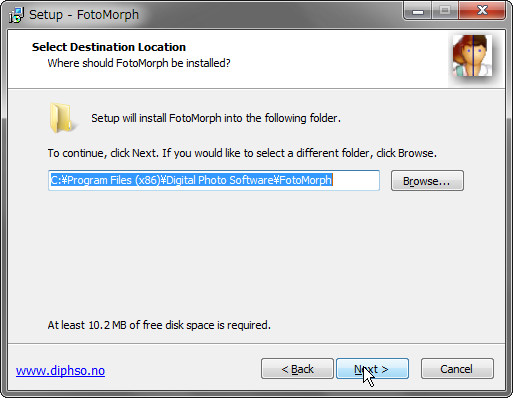 Setup - FotoMorph
Select Destination Location
Where should FotoMorph be installed?
Setup will install FotoMorph into the following folder.
To continue, click Next. If you would like to select a different folder, click Browse.
C:¥Program Files (x86)¥Digital Photo Software¥FotoMorph
Browse...
At least 10.2 MB of free disk space is required.
www.diphso.no
< Back
Next >
Cancel